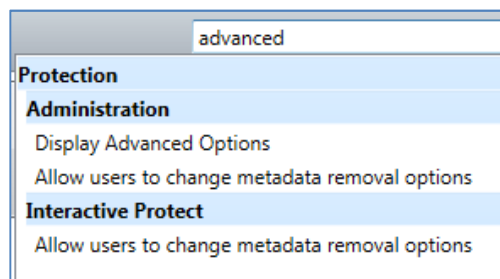 advanced
Protection
Administration
Display Advanced Options
Allow users to change metadata removal options
Interactive Protect
Allow users to change metadata removal options